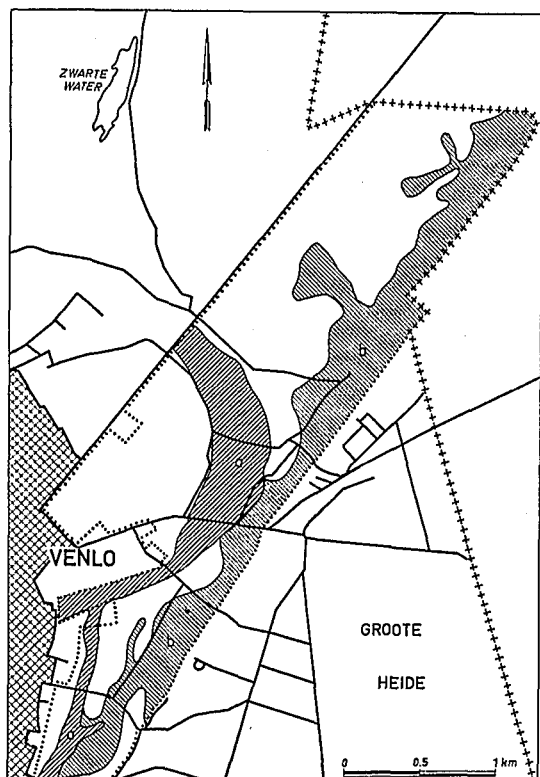 ZWARTE
WATER
b
a
VENLO
b
GROOTE
HEIDE
a
0 0.5 1 km